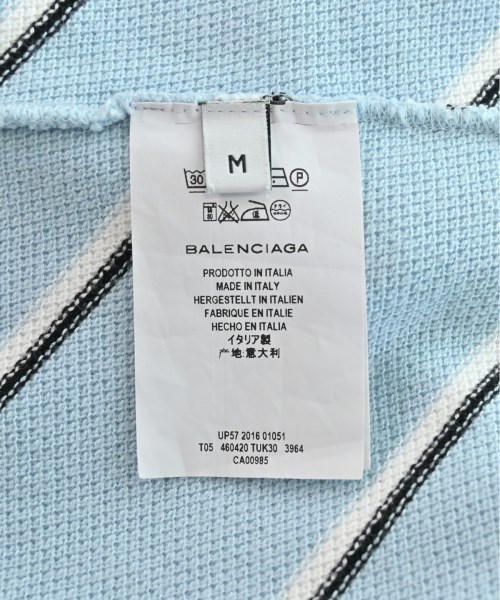 M
30
P
BALENCIAGA
PRODOTTO IN ITALIA
MADE IN ITALY
HERGESTELLT IN ITALIEN
FABRIQUE EN ITALIE
HECHO EN ITALIA
イタリア製
产地:意大利
UP57 2016 01051
T05 460420 TUK30 3964
CA00985